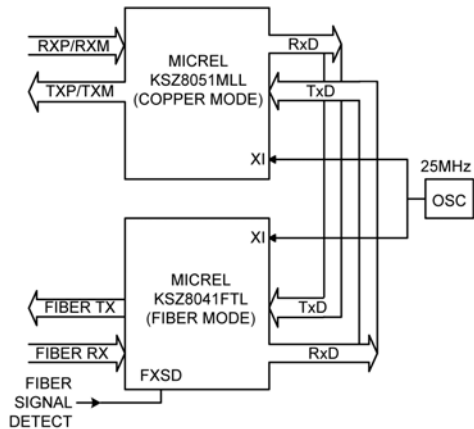 RXP/RXM
TXP/TXM
MICREL
KSZ8051MLL
(COPPER MODE)
RxD
TxD
XI
25MHz
OSC
XI
MICREL
KSZ8041FTL
(FIBER MODE)
FIBER TX
FIBER RX
TxD
RxD
FXSD
FIBER
SIGNAL
DETECT